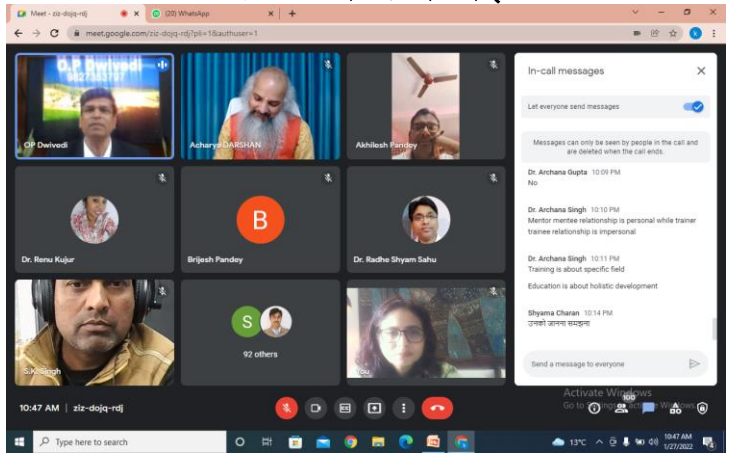 Meet - ziz-dojq-rdj
(20) WhatsApp
meet.google.com/ziz-dojq-rdj?pli=1&authuser=1
O.P Dwivedi
9827353797
OP Dwivedi
Acharya DARSHAN
Akhilesh Pandey
Dr. Renu Kujur
B
Brijesh Pandey
Dr. Radhe Shyam Sahu
S.K. Singh
S
92 others
You
In-call messages
Let everyone send messages
Messages can only be seen by people in the call and
are deleted when the call ends.
Dr. Archana Gupta 10:09 PM
No
Dr. Archana Singh 10:10 PM
Mentor mentee relationship is personal while trainer
trainee relationship is impersonal
Dr. Archana Singh 10:11 PM
Training is about specific field
Education is about holistic development
Shyama Charan 10:14 PM
उनको जानना समझना
Send a message to everyone
Activate Windows
Go to
10:47 AM | ziz-dojq-rdj
100
Type here to search
13°C
10:47 AM
1/27/2022